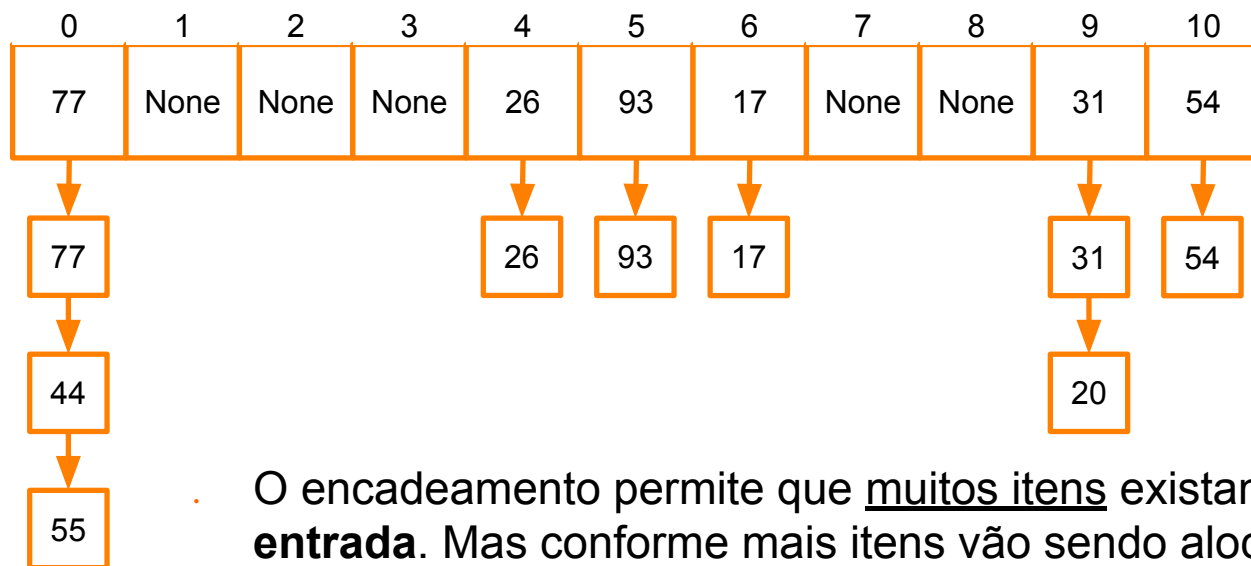 0 1 2 3 4 5 6 7 8 9 10
77 None None None 26 93 17 None None 31 54
77 26 93 17 31 54
44 20
55
O encadeamento permite que muitos itens
entrada. Mas conforme mais itens vão sendo